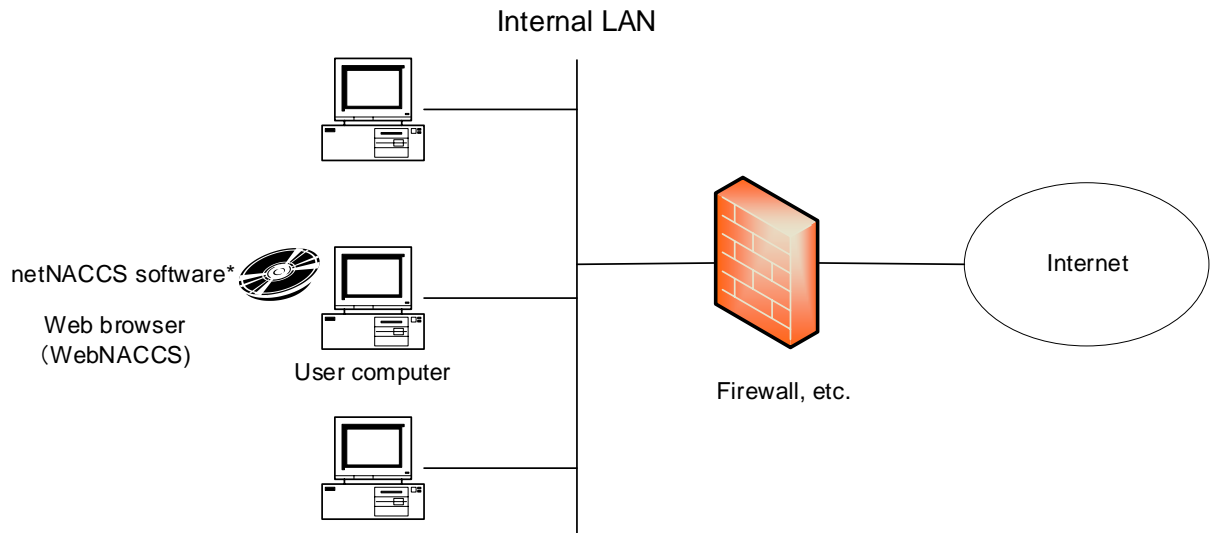 Internal LAN
netNACCS software*
Web browser
（WebNACCS)
User computer
Firewall, etc.
Internet